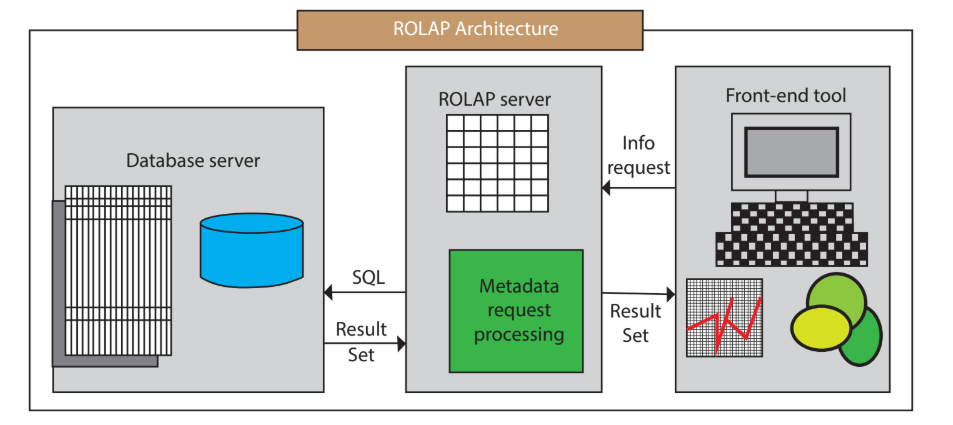 ROLAP Architecture
Database server
SQL
Result
Set
ROLAP server
Metadata
request
processing
Info
request
Result
Set
Front-end tool